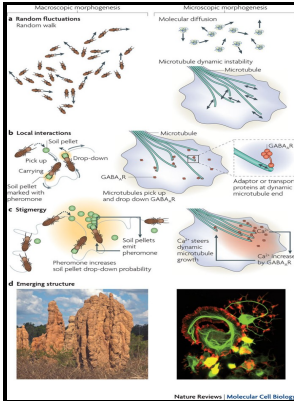 Macroscopic morphogenesis
Macroscopic morphogenesis
a Random fluctuations
Random walk
Molecular diffusion
Microtubule dynamic instability
Microtubule
b Local interactions
Soil pellet
Pick up
Drop-down
Carrying
Soil pellet
marked with
pheromone
Microtubule
GABAAR
Microtubules pick up
and drop down GABAAR
GABAAR
Adaptor or transport
proteins at dynamic
microtubule end
c Stigmergy
Soil pellets
emit
pheromone
Pheromone increases
soil pellet drop-down probability
Ca2+ steers
dynamic
microtubule
growth
Ca2+ increase
by GABAAR
d Emerging structure
Nature Reviews | Molecular Cell Biology